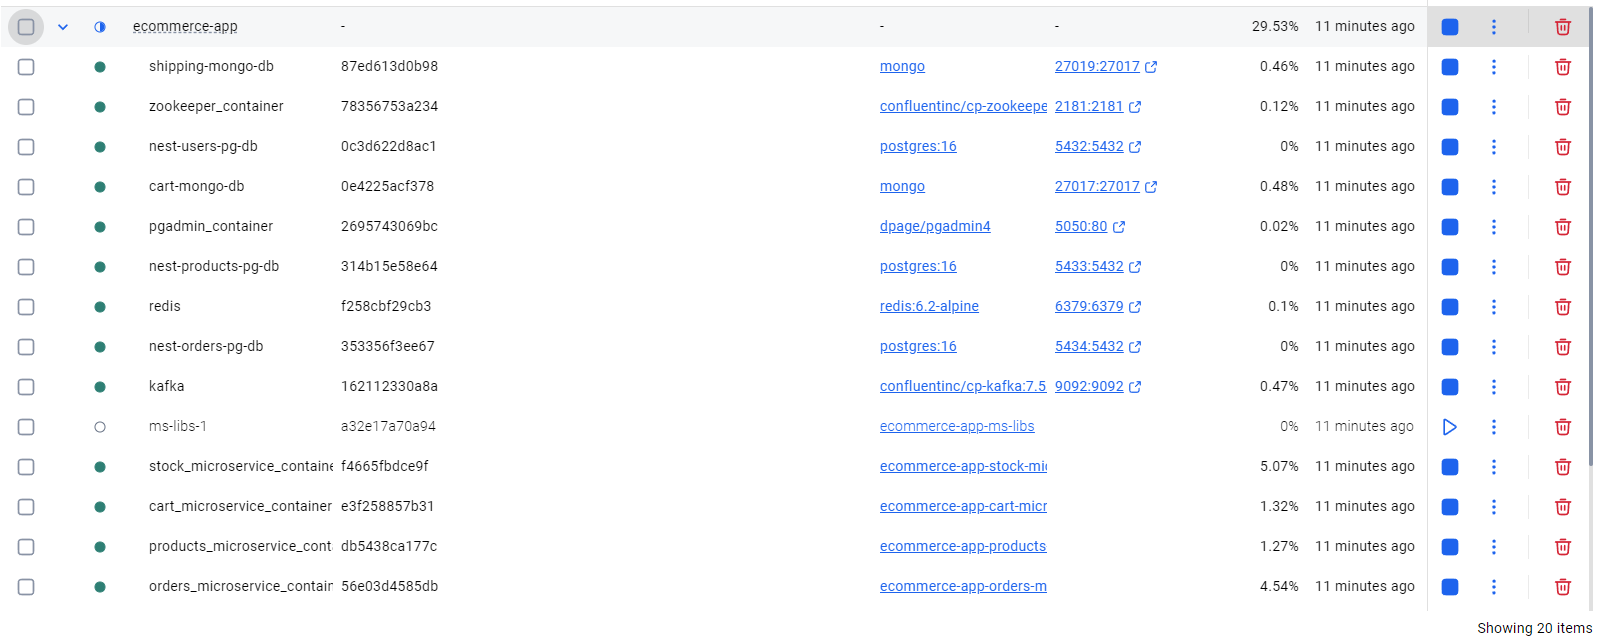 ecommerce-app - - - 29.53% 11 minutes ago
shipping-mongo-db 87ed613d0b98 mongo 27019:27017 0.46% 11 minutes ago
zookeeper_container 78356753a234 confluentinc/cp-zookeepe 2181:2181 0.12% 11 minutes ago
nest-users-pg-db 0c3d622d8ac1 postgres:16 5432:5432 0% 11 minutes ago
cart-mongo-db 0e4225acf378 mongo 27017:27017 0.48% 11 minutes ago
pgadmin_container 2695743069bc dpage/pgadmin4 5050:80 0.02% 11 minutes ago
nest-products-pg-db 314b15e58e64 postgres:16 5433:5432 0% 11 minutes ago
redis f258cbf29cb3 redis:6.2-alpine 6379:6379 0.1% 11 minutes ago
nest-orders-pg-db 353356f3ee67 postgres:16 5434:5432 0% 11 minutes ago
kafka 162112330a8a confluentinc/cp-kafka:7.5 9092:9092 0.47% 11 minutes ago
ms-libs-1 a32e17a70a94 ecommerce-app-ms-libs 0% 11 minutes ago
stock_microservice_containe f4665fbdce9f ecommerce-app-stock-mi 5.07% 11 minutes ago
cart_microservice_container e3f258857b31 ecommerce-app-cart-micr 1.32% 11 minutes ago
products_microservice_cont db5438ca177c ecommerce-app-products 1.27% 11 minutes ago
orders_microservice_contain 56e03d4585db ecommerce-app-orders-m 4.54% 11 minutes ago
Showing 20 items